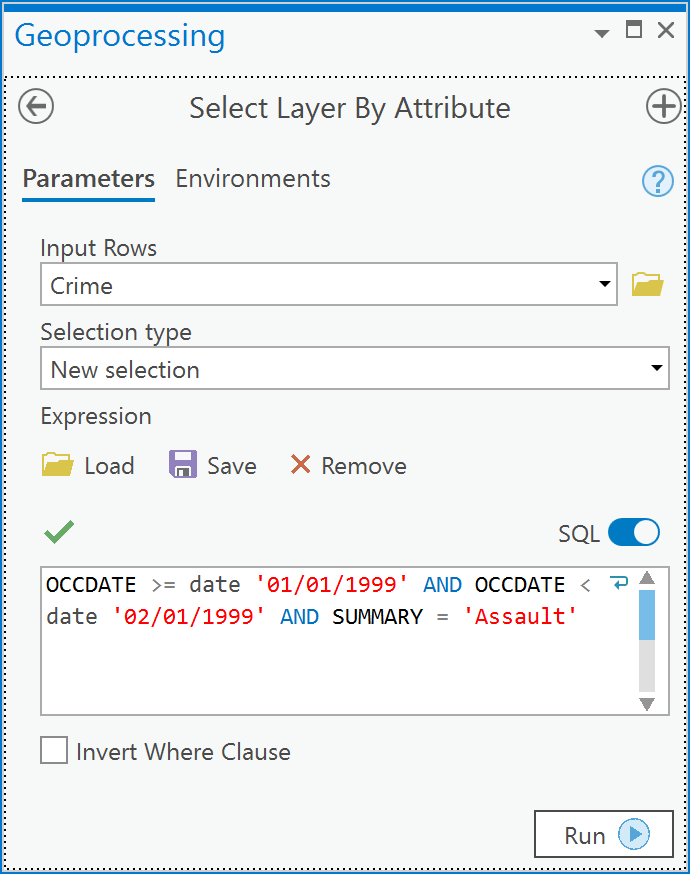 Geoprocessing
Select Layer By Attribute
Parameters Environments
Input Rows
Crime
Selection type
New selection
Expression
Load Save Remove
SQL
OCCDATE >= date '01/01/1999' AND OCCDATE <
date '02/01/1999' AND SUMMARY = 'Assault'
Invert Where Clause
Run